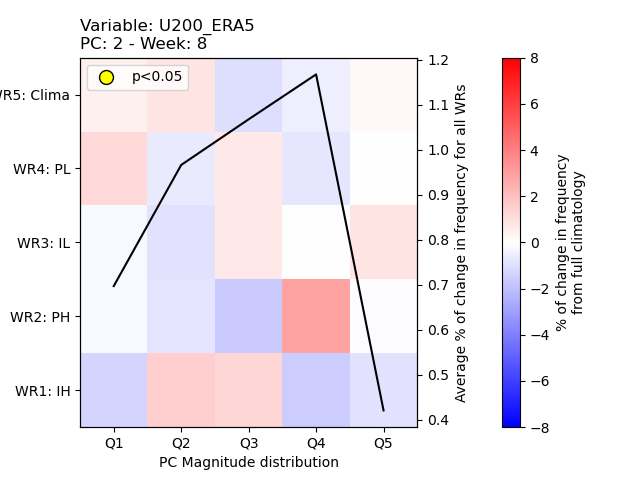 Variable: U200_ERA5
PC: 2 - Week: 8
p<0.05
WR5: Clima
WR4: PL
WR3: IL
WR2: PH
WR1: IH
Q1 Q2 Q3 Q4 Q5
PC Magnitude distribution
1.2
1.1
1.0
0.9
0.8
0.7
0.6
0.5
0.4
Average % of change in frequency for all WRs
8
6
4
2
0
−2
−4
−6
−8
% of change in frequency
from full climatology